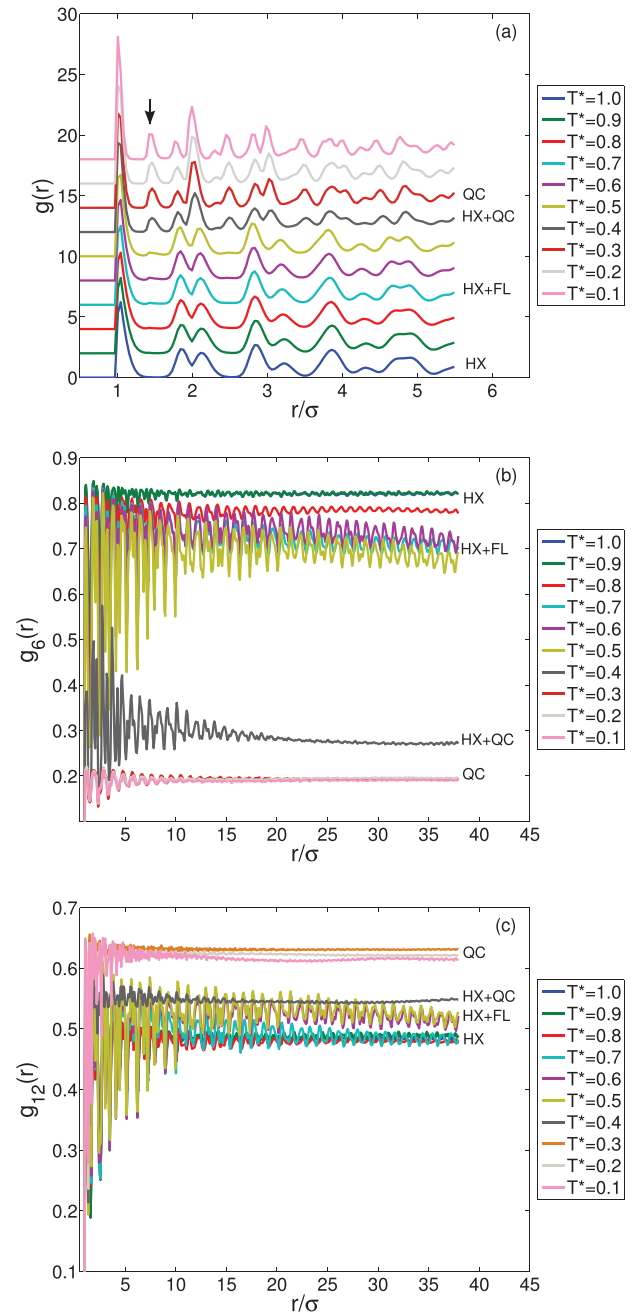 (a)
30
25
20
15
10
5
0
g(r)
QC
HX+QC
HX+FL
HX
0 1 2 3 4 5 6
r/σ
T*=1.0
T*=0.9
T*=0.8
T*=0.7
T*=0.6
T*=0.5
T*=0.4
T*=0.3
T*=0.2
T*=0.1
(b)
0.9
0.8
0.7
0.6
0.5
0.4
0.3
0.2
g6(r)
HX
HX+FL
HX+QC
QC
5 10 15 20 25 30 35 40 45
r/σ
T*=1.0
T*=0.9
T*=0.8
T*=0.7
T*=0.6
T*=0.5
T*=0.4
T*=0.3
T*=0.2
T*=0.1
(c)
0.7
0.6
0.5
0.4
0.3
0.2
0.1
g12(r)
QC
HX+QC
HX+FL
HX
5 10 15 20 25 30 35 40 45
r/σ
T*=1.0
T*=0.9
T*=0.8
T*=0.7
T*=0.6
T*=0.5
T*=0.4
T*=0.3
T*=0.2
T*=0.1